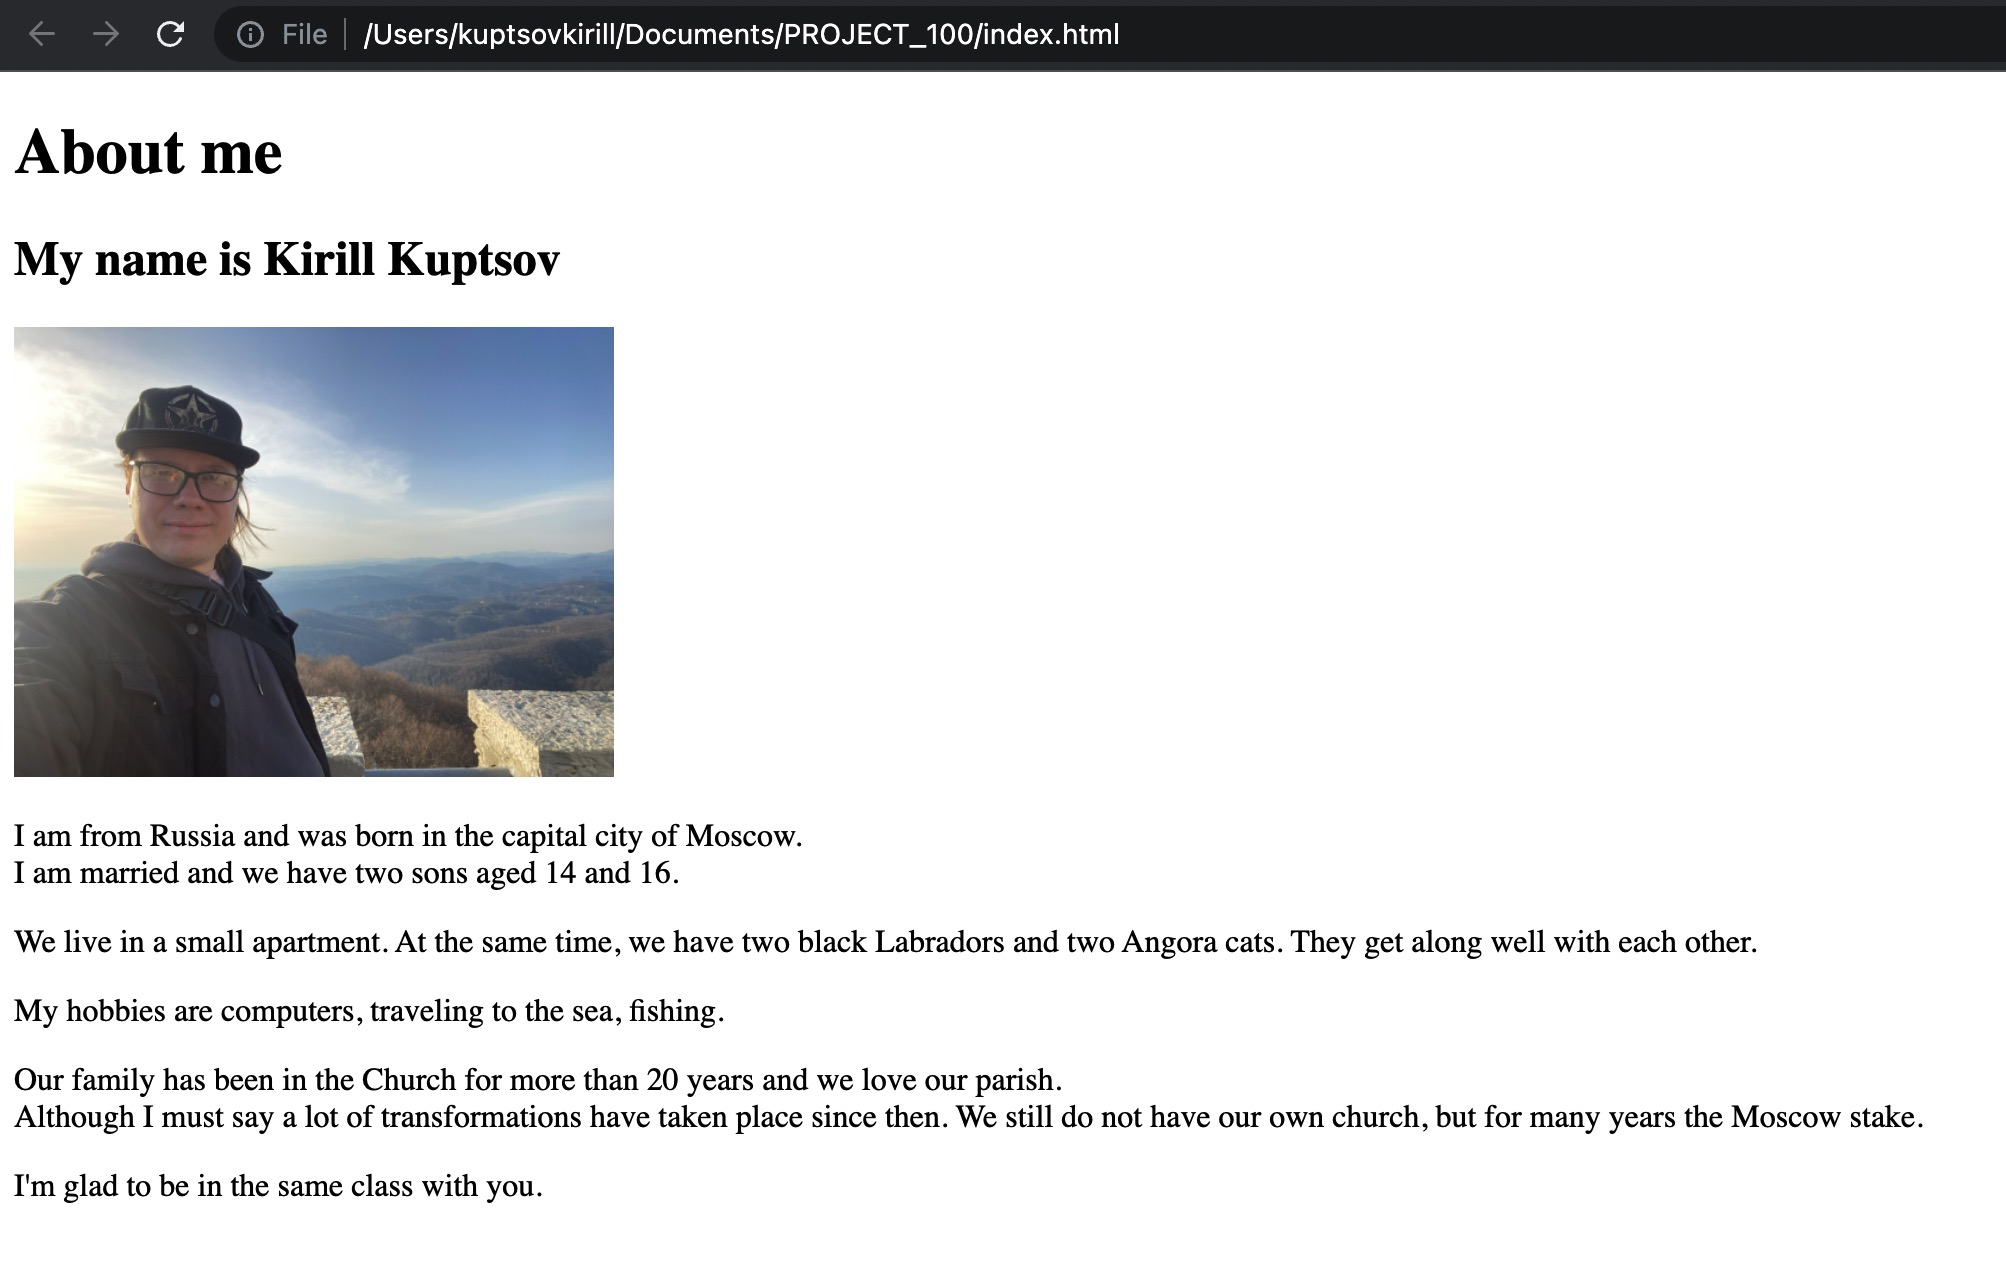 File /Users/kuptsovkirill/Documents/PROJECT_100/index.html
About me
My name is Kirill Kuptsov
I am from Russia and was born in the capital city of Moscow.
I am married and we have two sons aged 14 and 16.
We live in a small apartment. At the same time, we have two black Labradors and two Angora cats. They get along well with each other.
My hobbies are computers, traveling to the sea, fishing.
Our family has been in the Church for more than 20 years and we love our parish.
Although I must say a lot of transformations have taken place since then. We still do not have our own church, but for many years the Moscow stake.
I'm glad to be in the same class with you.